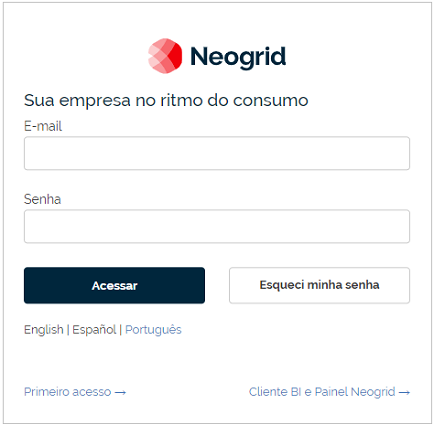 Neogrid
Sua empresa no ritmo do consumo
E-mail
Senha
Acessar
Esqueci minha senha
English | Español | Português
Primeiro acesso →
Cliente BI e Painel Neogrid →